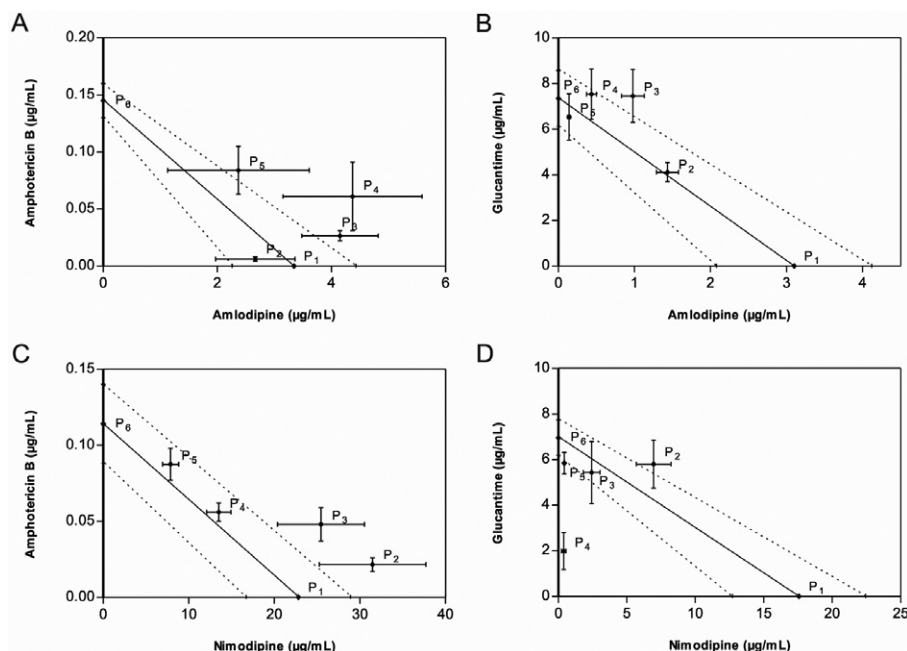 A
Amphotericin B (µg/mL)
0.20
0.15
0.10
0.05
0.00
P6
P5
P4
P3
P2
P1
0
2
4
6
Amlodipine (µg/mL)
B
Glucantime (µg/mL)
10
8
6
4
2
0
P6
P4
P3
P5
P2
P1
0
1
2
3
4
Amlodipine (µg/mL)
C
Amphotericin B (µg/mL)
0.15
0.10
0.05
0.00
P6
P5
P4
P3
P2
P1
0
10
20
30
40
Nimodipine (µg/mL)
D
Glucantime (µg/mL)
10
8
6
4
2
0
P6
P2
P5
P3
P4
P1
0
5
10
15
20
25
Nimodipine (µg/mL)